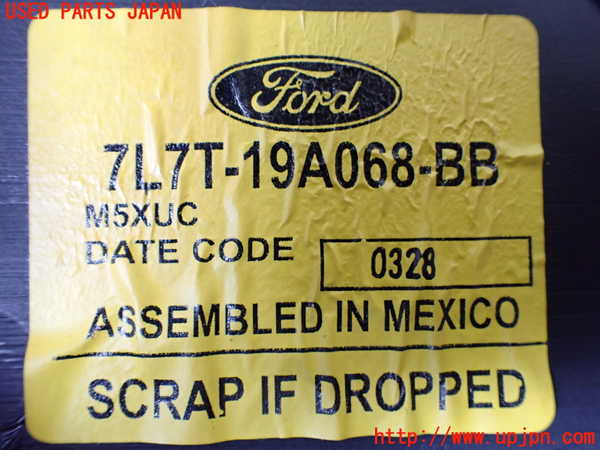 USED PARTS JAPAN
Ford
7L7T-19A068-BB
M5XUC
DATE CODE 0328
ASSEMBLED IN MEXICO
SCRAP IF DROPPED
http://www.upjpn.com/